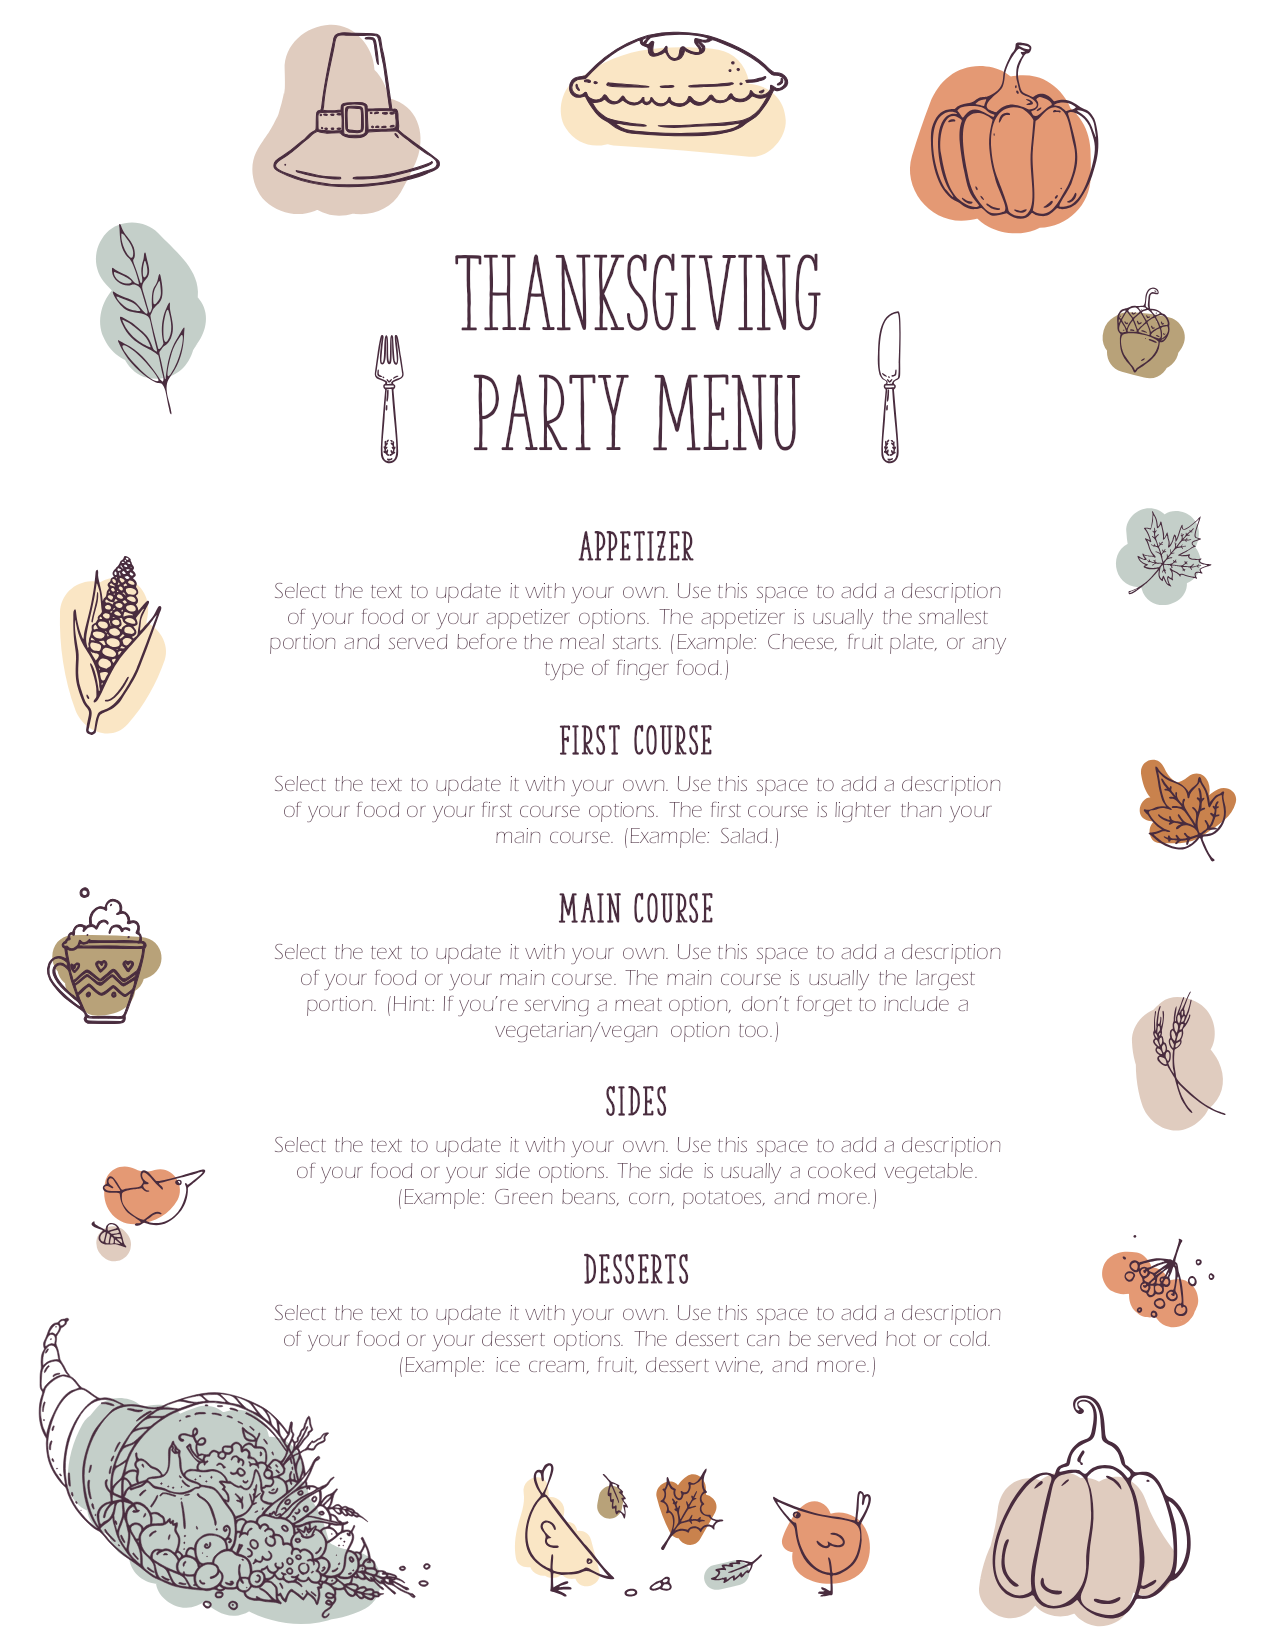 THANKSGIVING
PARTY MENU
APPETIZER
Select the text to update it with your own. Use this space to add a description
of your food or your appetizer options. The appetizer is usually the smallest
portion and served before the meal starts. (Example: Cheese, fruit plate, or any
type of finger food.)
FIRST COURSE
Select the text to update it with your own. Use this space to add a description
of your food or your first course options. The first course is lighter than your
main course. (Example: Salad.)
MAIN COURSE
Select the text to update it with your own. Use this space to add a description
of your food or your main course. The main course is usually the largest
portion. (Hint: If you're serving a meat option, don't forget to include a
vegetarian/vegan option too.)
SIDES
Select the text to update it with your own. Use this space to add a description
of your food or your side options. The side is usually a cooked vegetable.
(Example: Green beans, corn, potatoes, and more.)
DESSERTS
Select the text to update it with your own. Use this space to add a description
of your food or your dessert options. The dessert can be served hot or cold.
(Example: ice cream, fruit, dessert wine, and more.)